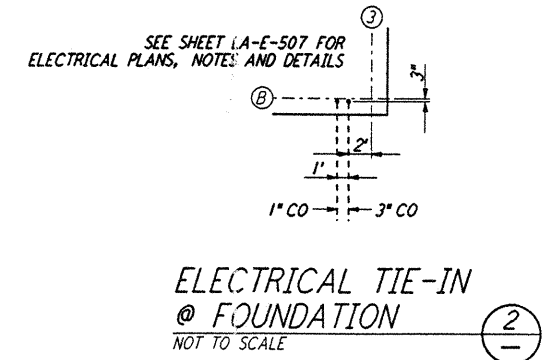 3
SEE SHEET LA-E-507 FOR
ELECTRICAL PLANS, NOTES AND DETAILS
3"
B
2'
1'
1" CO
3" CO
ELECTRICAL TIE-IN
@ FOUNDATION
2
—
NOT TO SCALE